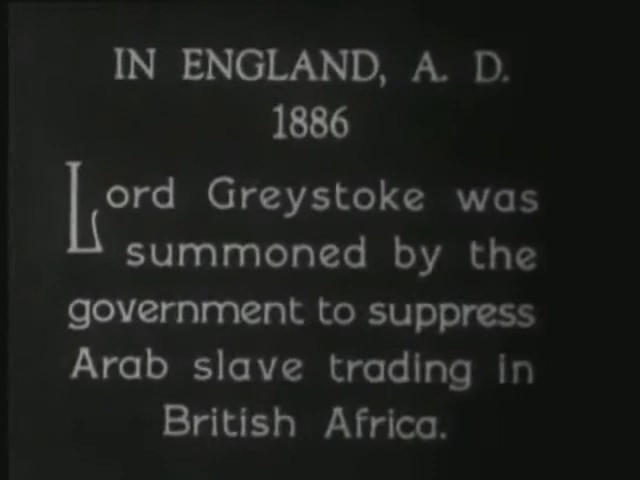 IN ENGLAND, A. D.
1886
Lord Greystoke was
summoned by the
government to suppress
Arab slave trading in
British Africa.